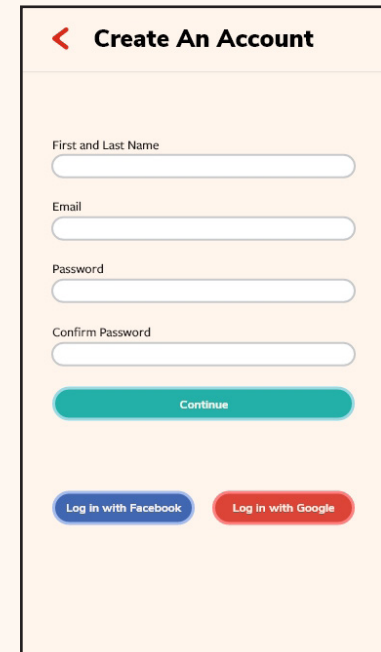 Create An Account
First and Last Name
Email
Password
Confirm Password
Continue
Log in with Facebook
Log in with Google